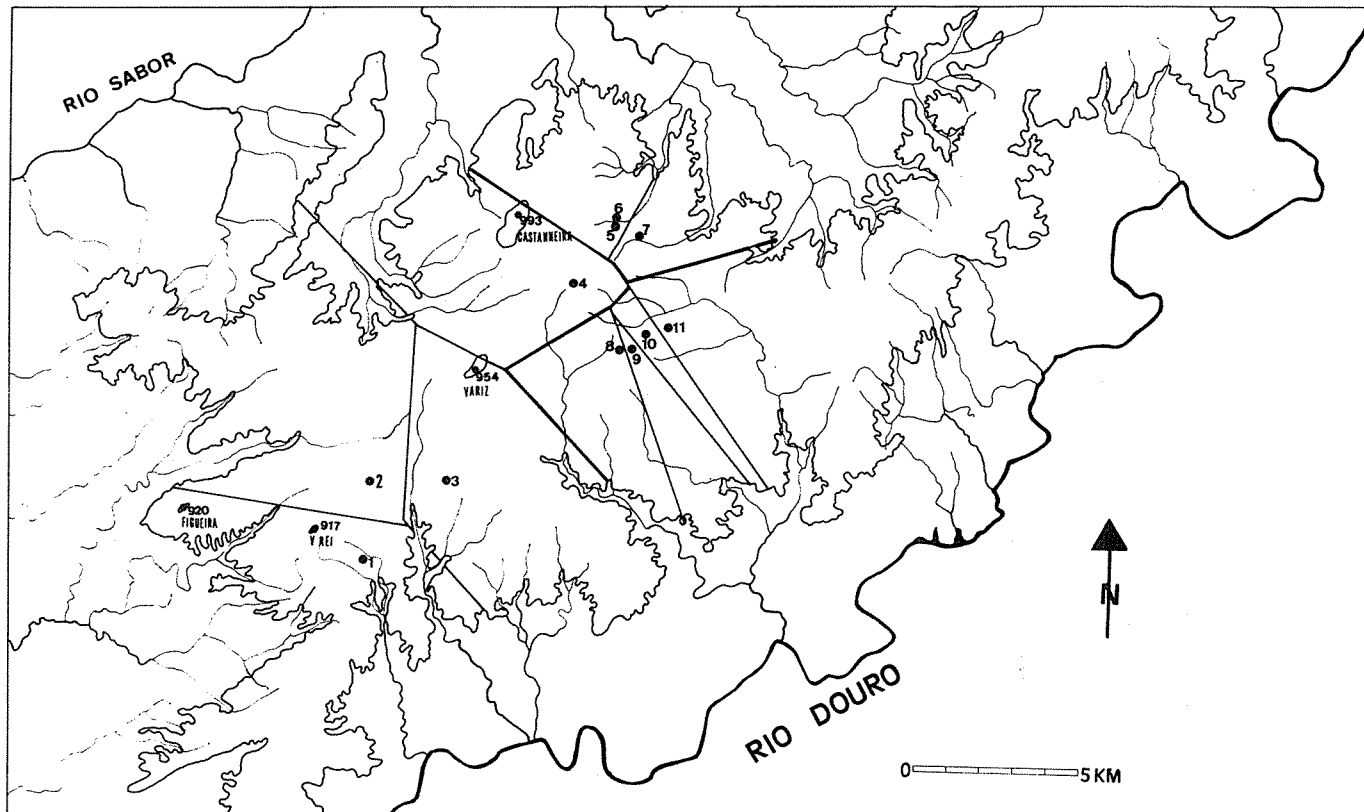 RIO SABOR
6
993
5
7
CASTANHEIRA
4
11
10
8
9
954
VARIZ
2
3
920
FIGUEIRA
917
V REI
1
N
RIO DOURO
0
5 KM